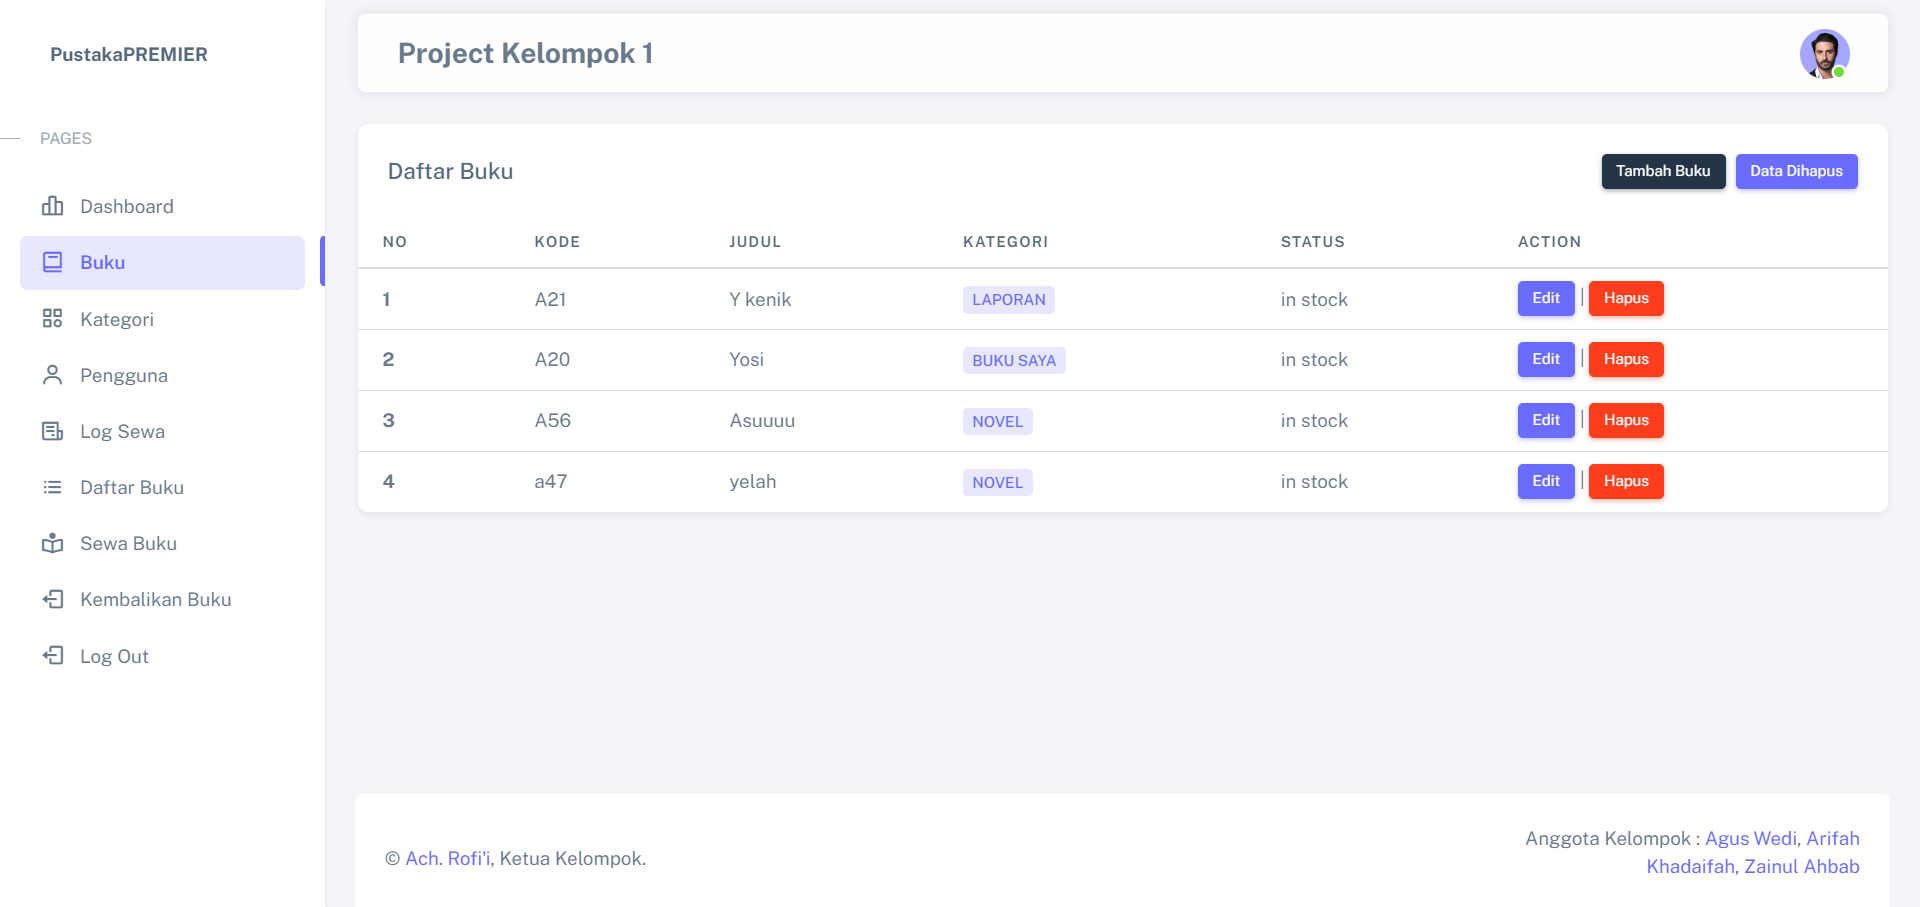 PustakaPREMIER
PAGES
Dashboard
Buku
Kategori
Pengguna
Log Sewa
Daftar Buku
Sewa Buku
Kembalikan Buku
Log Out
Project Kelompok 1
Daftar Buku
Tambah Buku Data Dihapus
NO KODE JUDUL KATEGORI STATUS ACTION
1 A21 Y kenik LAPORAN in stock Edit | Hapus
2 A20 Yosi BUKU SAYA in stock Edit | Hapus
3 A56 Asuuuu NOVEL in stock Edit | Hapus
4 a47 yelah NOVEL in stock Edit | Hapus
© Ach. Rofi'i, Ketua Kelompok.
Anggota Kelompok : Agus Wedi, Arifah
Khadaifah, Zainul Ahbab